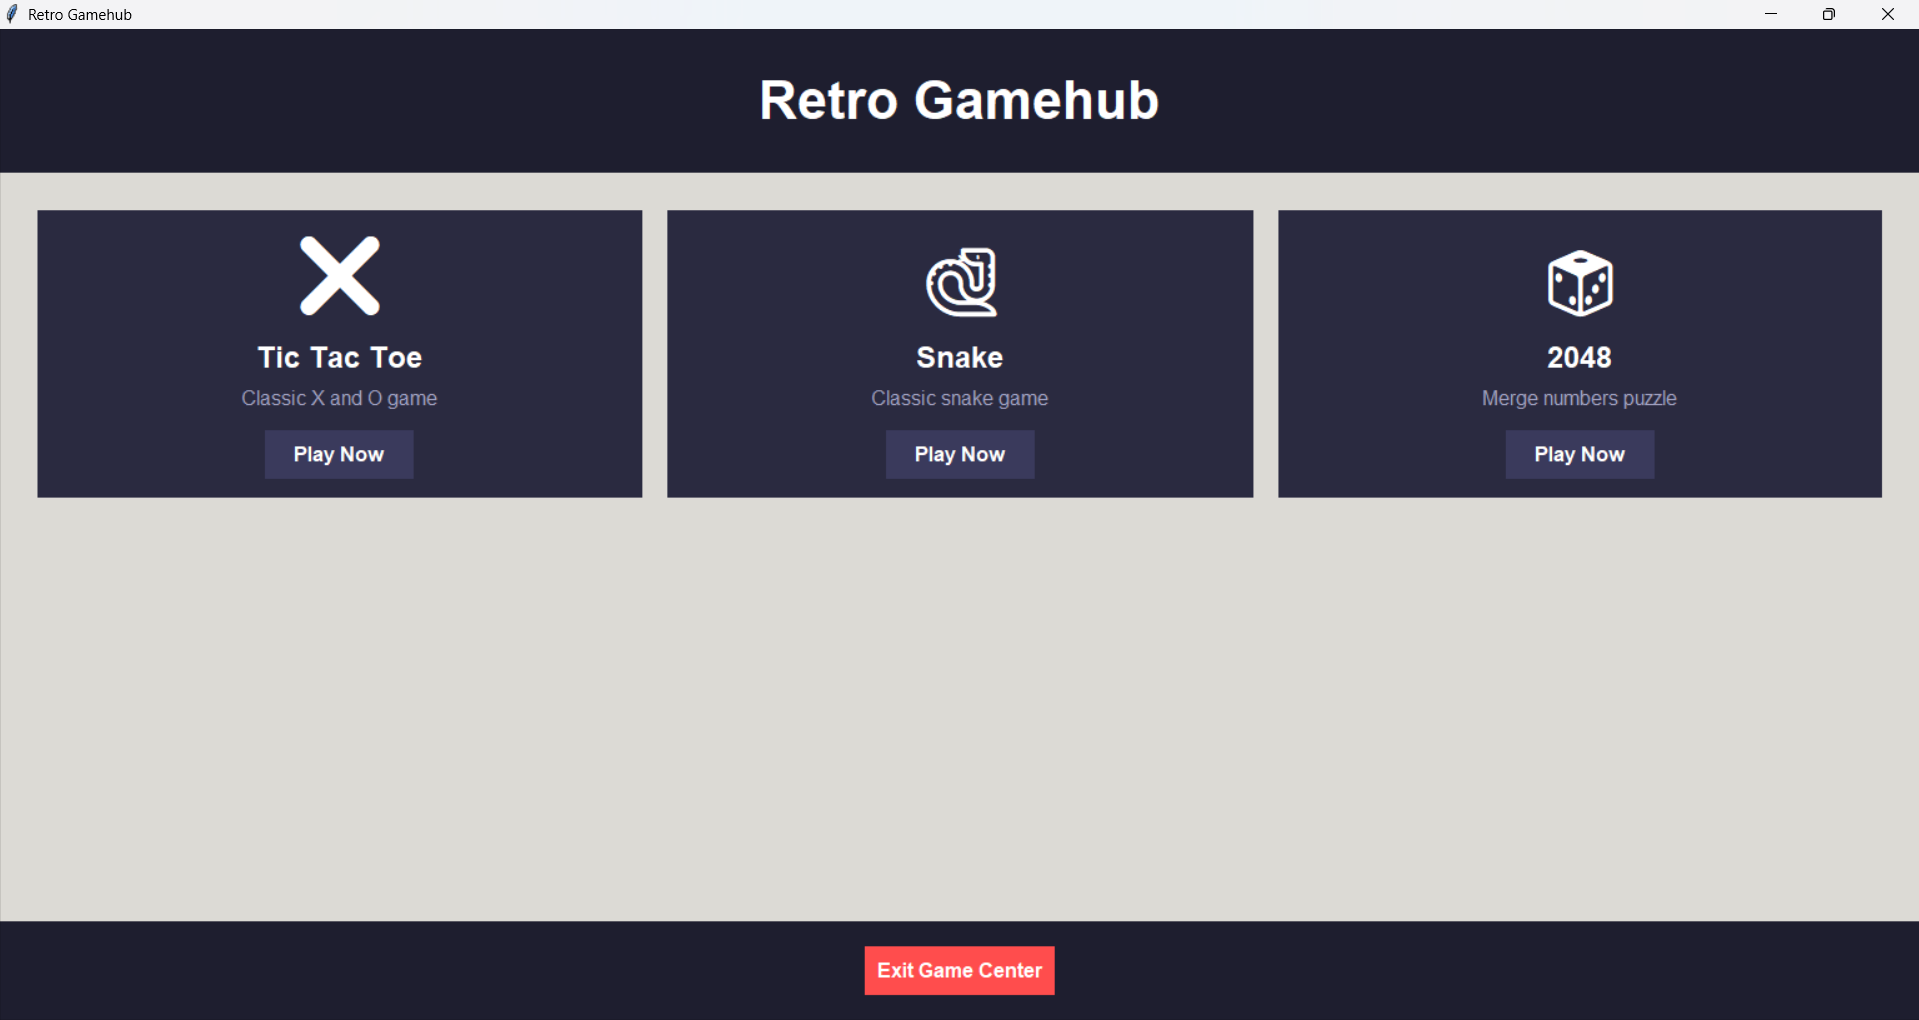 Retro Gamehub
Retro Gamehub
Tic Tac Toe
Classic X and O game
Play Now
Snake
Classic snake game
Play Now
2048
Merge numbers puzzle
Play Now
Exit Game Center